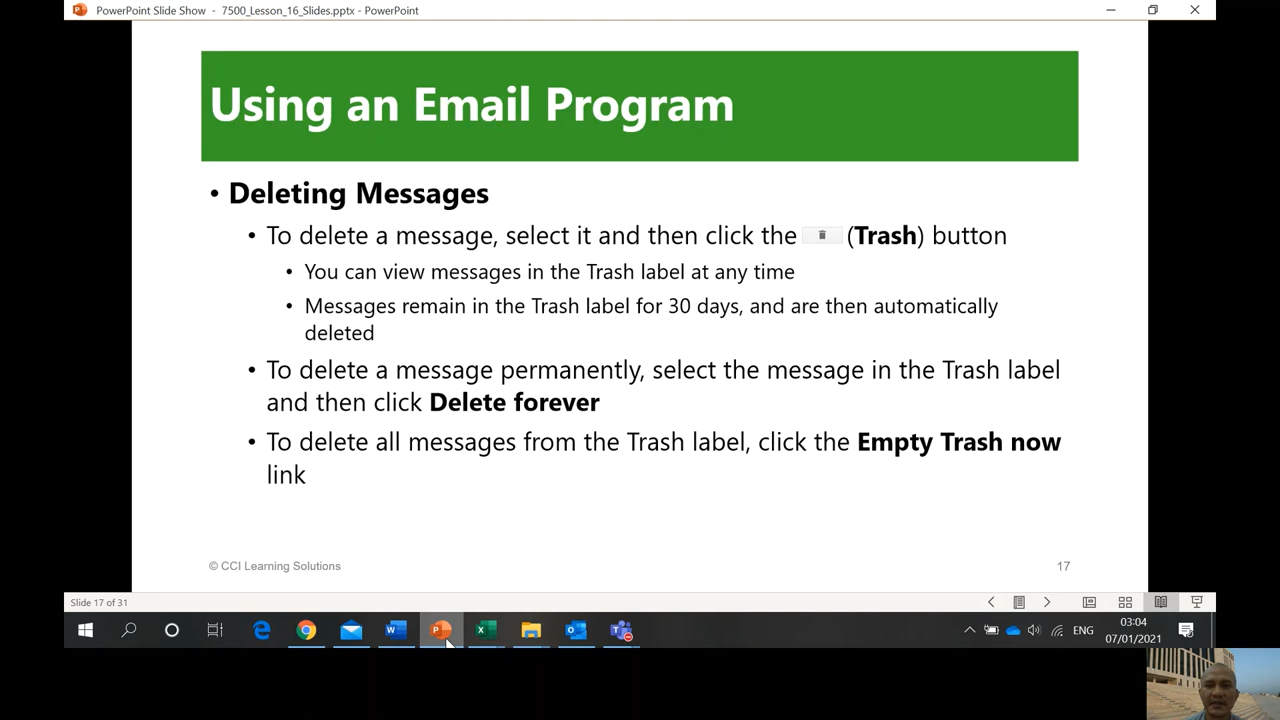 PowerPoint Slide Show - 7500_Lesson_16_Slides.pptx - PowerPoint
Using an Email Program
• Deleting Messages
• To delete a message, select it and then click the (Trash) button
• You can view messages in the Trash label at any time
• Messages remain in the Trash label for 30 days, and are then automatically
deleted
• To delete a message permanently, select the message in the Trash label
and then click Delete forever
• To delete all messages from the Trash label, click the Empty Trash now
link
© CCI Learning Solutions
17
Slide 17 of 31
ENG
03:04
07/01/2021